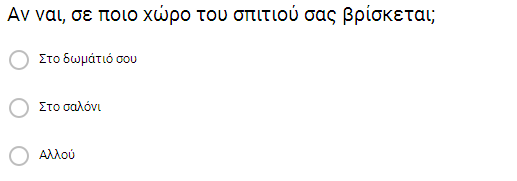 Αν ναι, σε ποιο χώρο του σπιτιού σας βρίσκεται;
Στο δωμάτιό σου
Στο σαλόνι
Αλλού